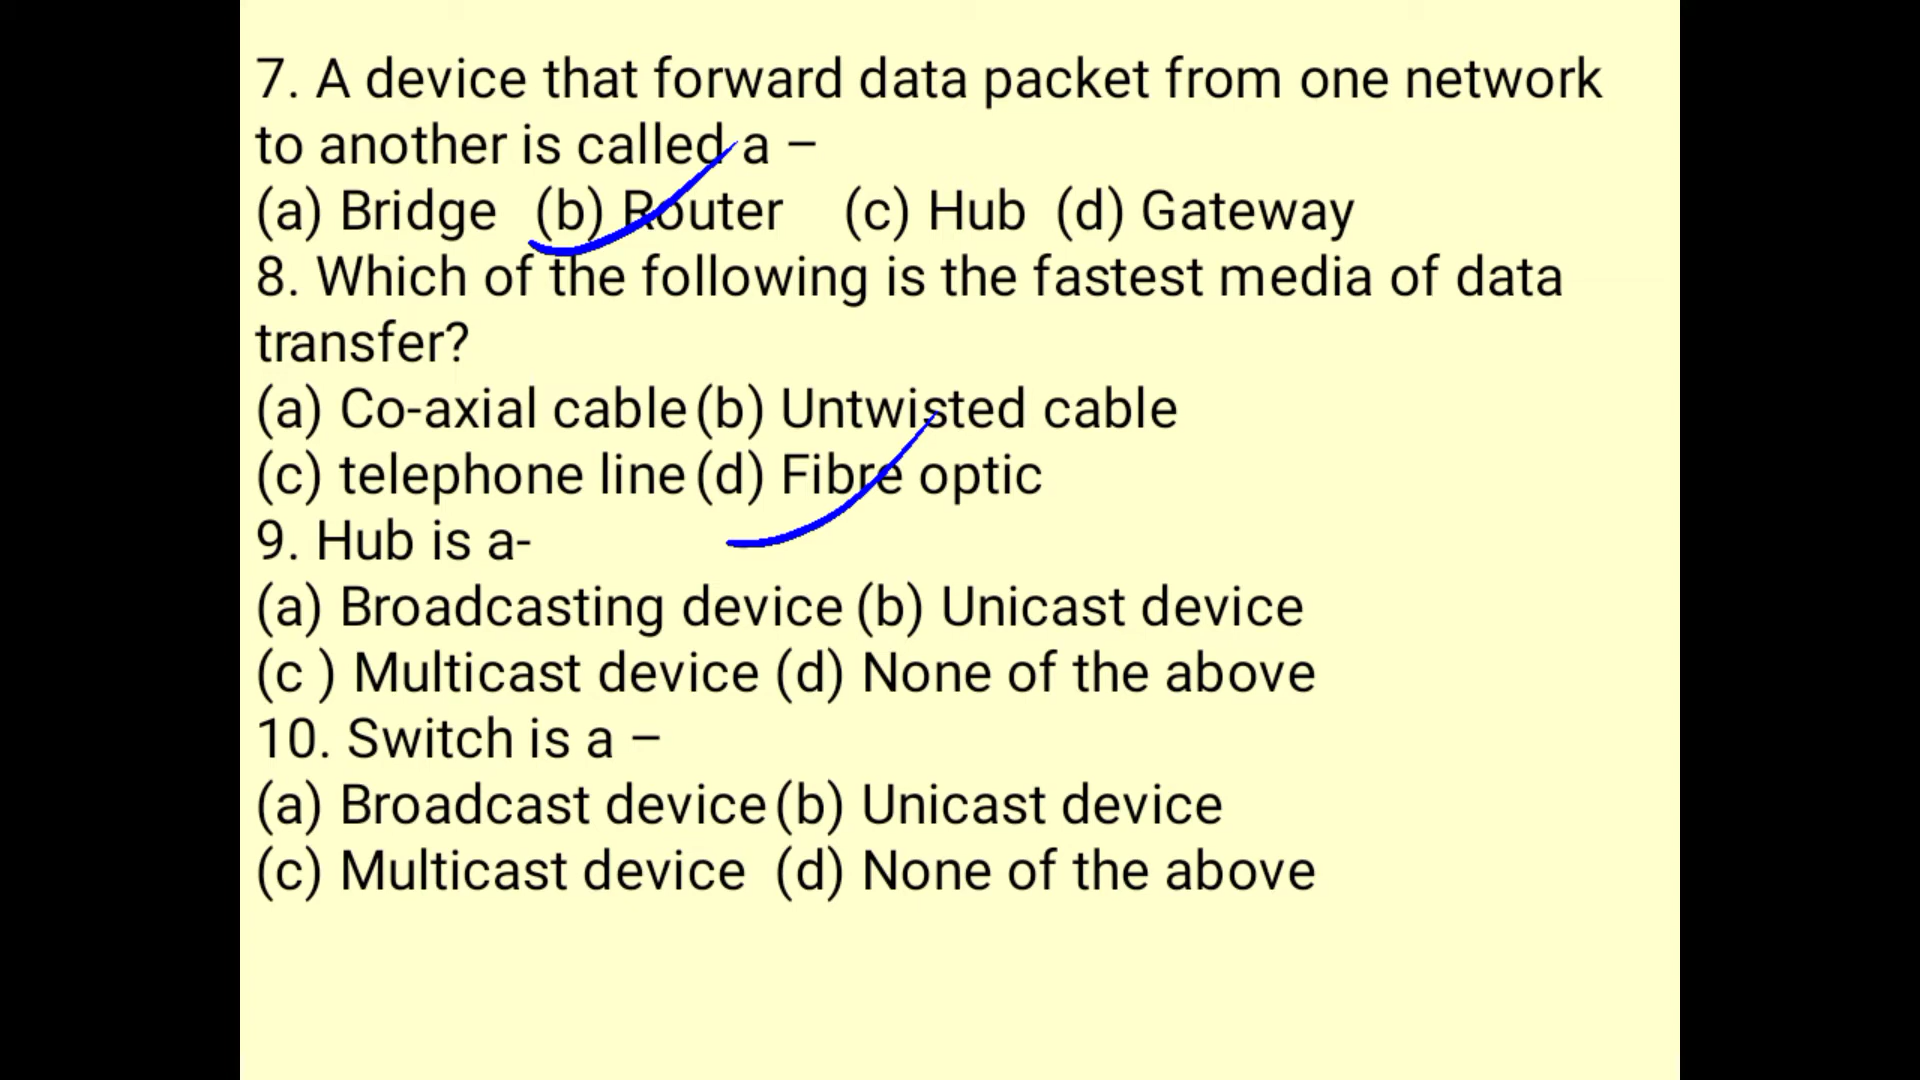 7. A device that forward data packet from one network
to another is called a –
(a) Bridge (b) Router (c) Hub (d) Gateway
8. Which of the following is the fastest media of data
transfer?
(a) Co-axial cable (b) Untwisted cable
(c) telephone line (d) Fibre optic
9. Hub is a-
(a) Broadcasting device (b) Unicast device
(c ) Multicast device (d) None of the above
10. Switch is a –
(a) Broadcast device (b) Unicast device
(c) Multicast device (d) None of the above